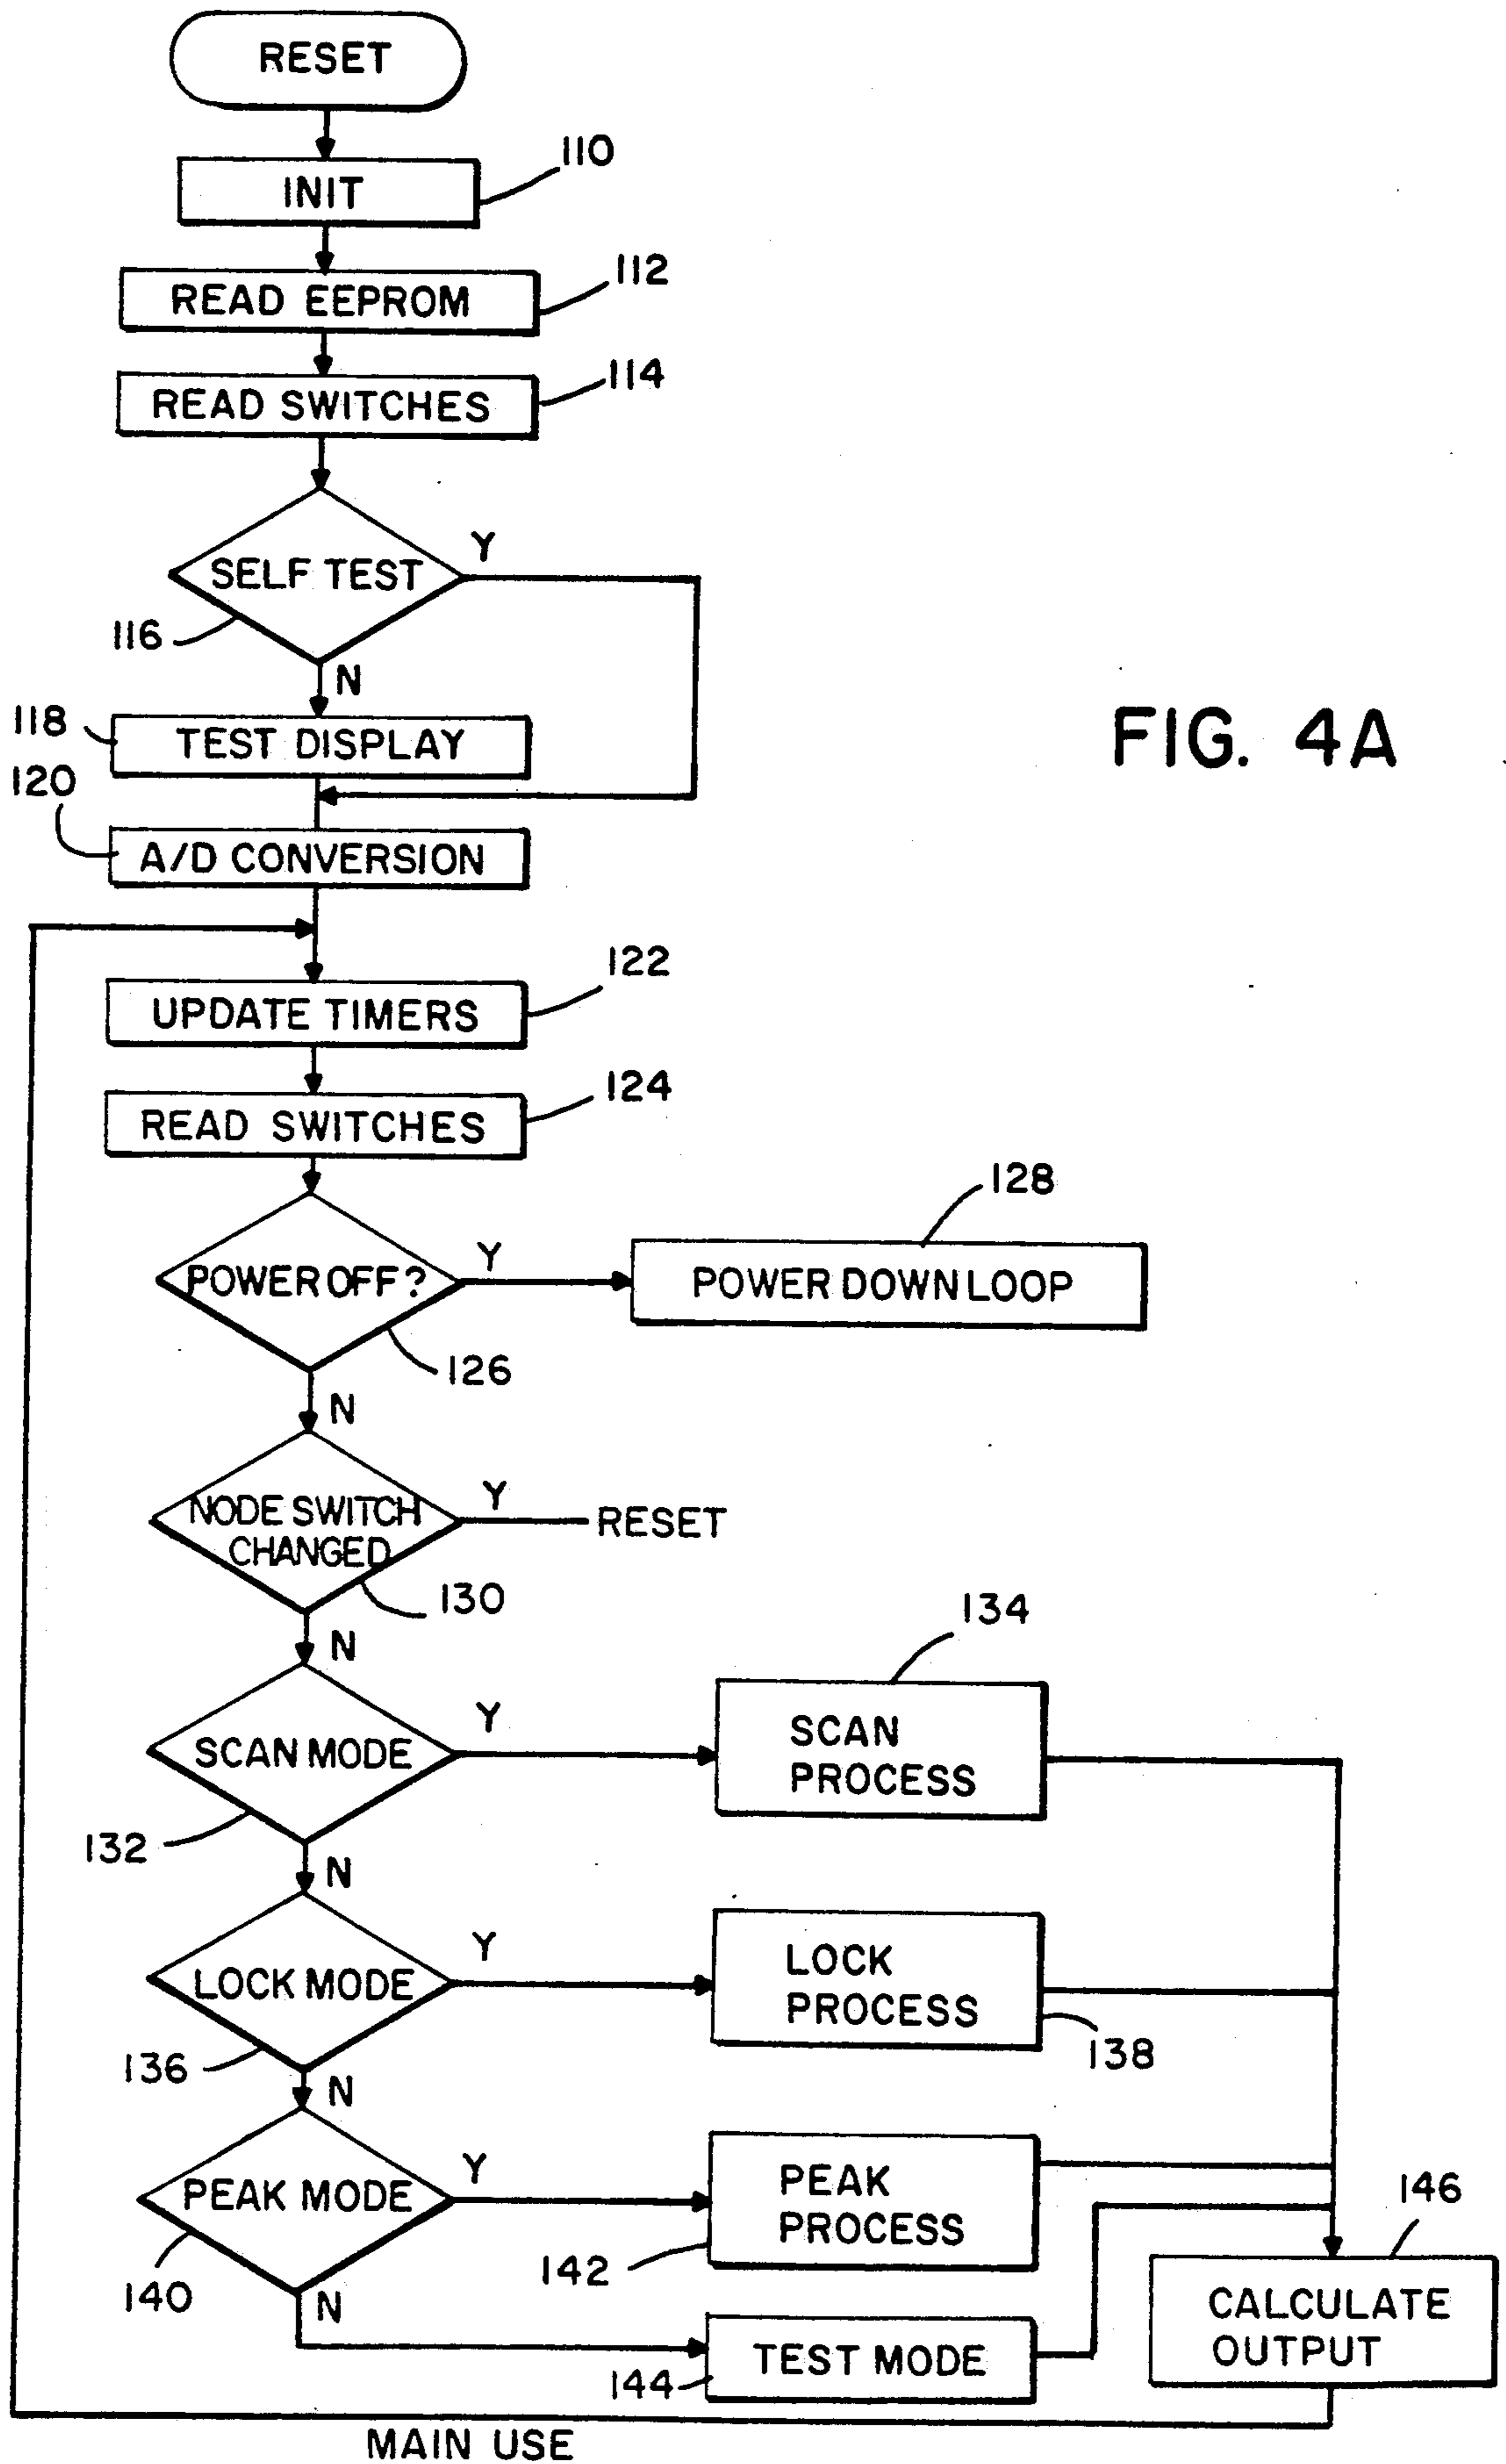 RESET
INIT
110
READ EEPROM
112
READ SWITCHES
114
SELF TEST
Y
116
N
118
TEST DISPLAY
FIG. 4A
120
A/D CONVERSION
UPDATE TIMERS
122
READ SWITCHES
124
POWER OFF?
Y
128
POWER DOWN LOOP
126
N
NODE SWITCH
CHANGED
Y
RESET
130
N
SCAN MODE
Y
134
SCAN
PROCESS
132
N
LOCK MODE
Y
LOCK
PROCESS
138
136
N
PEAK MODE
Y
PEAK
PROCESS
142
140
N
TEST MODE
144
146
CALCULATE
OUTPUT
MAIN USE